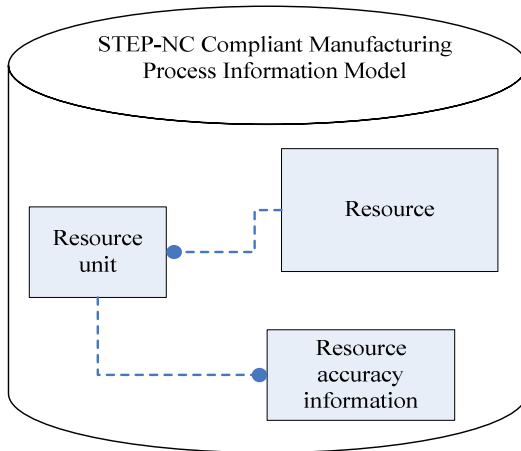 STEP-NC Compliant Manufacturing
Process Information Model
Resource
Resource
unit
Resource
accuracy
information